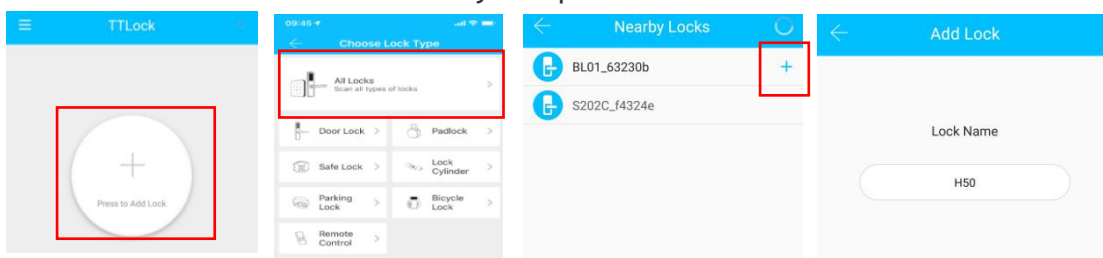 TTLock
Press to Add Lock
09:45
Choose Lock Type
All Locks
Scan all types of locks
Door Lock
Padlock
Safe Lock
Lock
Cylinder
Parking
Lock
Bicycle
Lock
Remote
Control
Nearby Locks
BL01_63230b
S202C_f4324e
Add Lock
Lock Name
H50